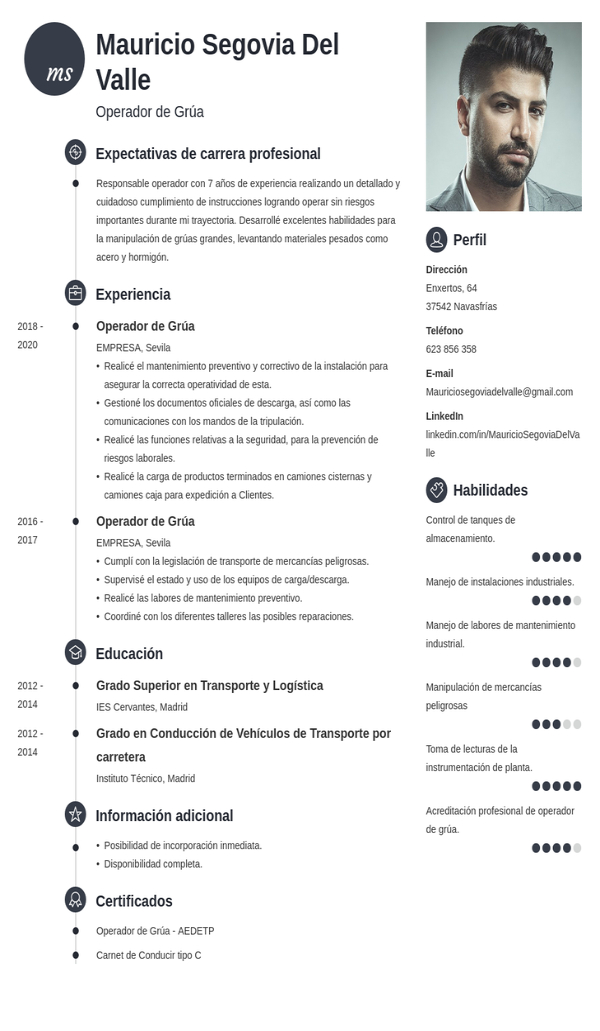 ms
Mauricio Segovia Del
Valle
Operador de Grúa
Expectativas de carrera profesional
Responsable operador con 7 años de experiencia realizando un detallado y
cuidadoso cumplimiento de instrucciones logrando operar sin riesgos
importantes durante mi trayectoria. Desarrollé excelentes habilidades para
la manipulación de grúas grandes, levantando materiales pesados como
acero y hormigón.
Experiencia
2018 -
2020
Operador de Grúa
EMPRESA, Sevila
• Realicé el mantenimiento preventivo y correctivo de la instalación para
asegurar la correcta operatividad de esta.
• Gestioné los documentos oficiales de descarga, así como las
comunicaciones con los mandos de la tripulación.
• Realicé las funciones relativas a la seguridad, para la prevención de
riesgos laborales.
• Realicé la carga de productos terminados en camiones cisternas y
camiones caja para expedición a Clientes.
2016 -
2017
Operador de Grúa
EMPRESA, Sevila
• Cumplí con la legislación de transporte de mercancías peligrosas.
• Supervisé el estado y uso de los equipos de carga/descarga.
• Realicé las labores de mantenimiento preventivo.
• Coordiné con los diferentes talleres las posibles reparaciones.
Educación
2012 -
2014
Grado Superior en Transporte y Logística
IES Cervantes, Madrid
2012 -
2014
Grado en Conducción de Vehículos de Transporte por
carretera
Instituto Técnico, Madrid
Información adicional
• Posibilidad de incorporación inmediata.
• Disponibilidad completa.
Certificados
Operador de Grúa - AEDETP
Carnet de Conducir tipo C
Perfil
Dirección
Enxertos, 64
37542 Navasfrías
Teléfono
623 856 358
E-mail
Mauriciosegoviadelvalle@gmail.com
LinkedIn
linkedin.com/in/MauricioSegoviaDelVa
lle
Habilidades
Control de tanques de
almacenamiento.
Manejo de instalaciones industriales.
Manejo de labores de mantenimiento
industrial.
Manipulación de mercancías
peligrosas
Toma de lecturas de la
instrumentación de planta.
Acreditación profesional de operador
de grúa.